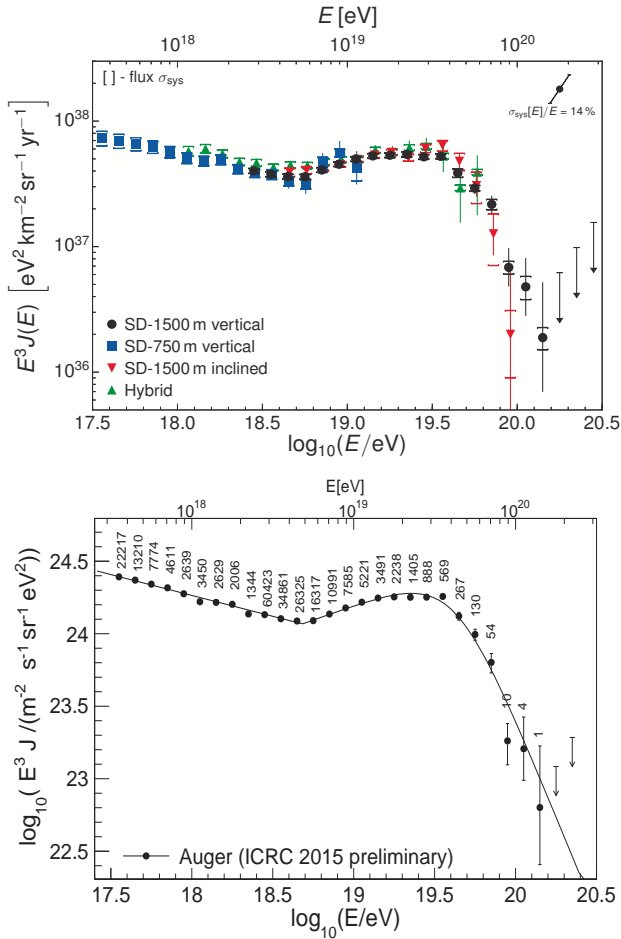 E [eV]
10^18 10^19 10^20
[ ] - flux σ_sys
σ_sys[E]/E = 14 %
E^3 J(E) [eV^2 km^-2 sr^-1 yr^-1]
10^38
10^37
10^36
SD-1500 m vertical
SD-750 m vertical
SD-1500 m inclined
Hybrid
17.5 18.0 18.5 19.0 19.5 20.0 20.5
log_10(E/eV)
E[eV]
10^18 10^19 10^20
log_10( E^3 J /(m^-2 s^-1 sr^-1 eV^2))
24.5
24
23.5
23
22.5
22217 13210 7774 4611 2639 3450 2629 2006 1344 60423 34861 26325 16317 10991 7585 5221 3491 2238 1405 888 569 267 130 54 10 4 1
Auger (ICRC 2015 preliminary)
17.5 18 18.5 19 19.5 20 20.5
log_10(E/eV)